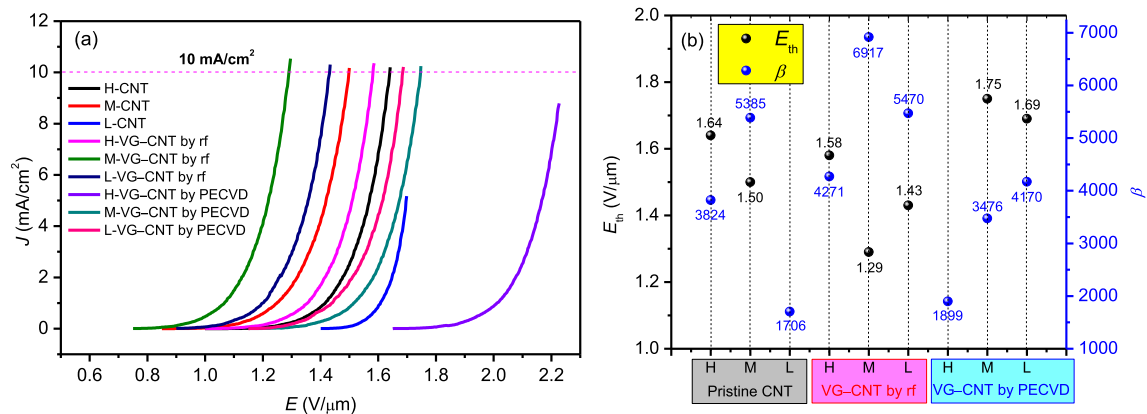 (a)
10 mA/cm²
H-CNT
M-CNT
L-CNT
H-VG–CNT by rf
M-VG–CNT by rf
L-VG–CNT by rf
H-VG–CNT by PECVD
M-VG–CNT by PECVD
L-VG–CNT by PECVD
J (mA/cm²)
12
10
8
6
4
2
0
0.6 0.8 1.0 1.2 1.4 1.6 1.8 2.0 2.2
E (V/μm)
(b)
E_th
β
E_th (V/μm)
2.0
1.8
1.6
1.4
1.2
1.0
7000
6000
5000
4000
3000
2000
1000
β
1.64
3824
5385
1.50
1706
1.58
4271
6917
1.29
5470
1.43
1899
1.75
3476
1.69
4170
H M L H M L H M L
Pristine CNT VG–CNT by rf VG–CNT by PECVD